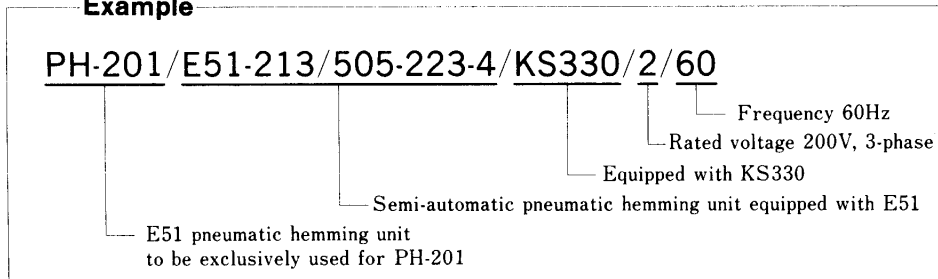 Example
PH-201/E51-213/505-223-4/KS330/2/60
Frequency 60Hz
Rated voltage 200V, 3-phase
Equipped with KS330
Semi-automatic pneumatic hemming unit equipped with E51
E51 pneumatic hemming unit
to be exclusively used for PH-201